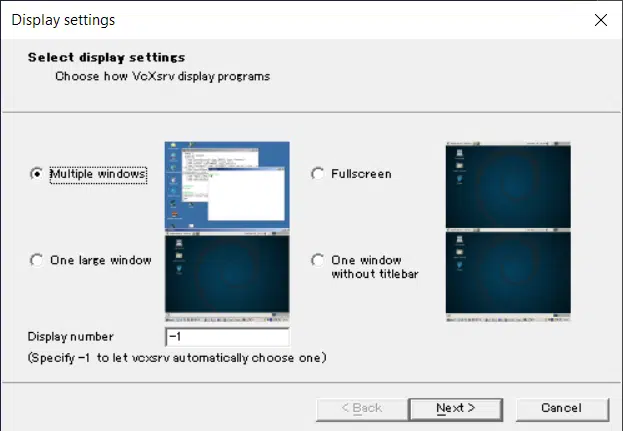 Display settings
Select display settings
Choose how VcXsrv display programs
Multiple windows
Fullscreen
One large window
One window
without titlebar
Display number
-1
(Specify -1 to let vcxsrv automatically choose one)
< Back
Next >
Cancel